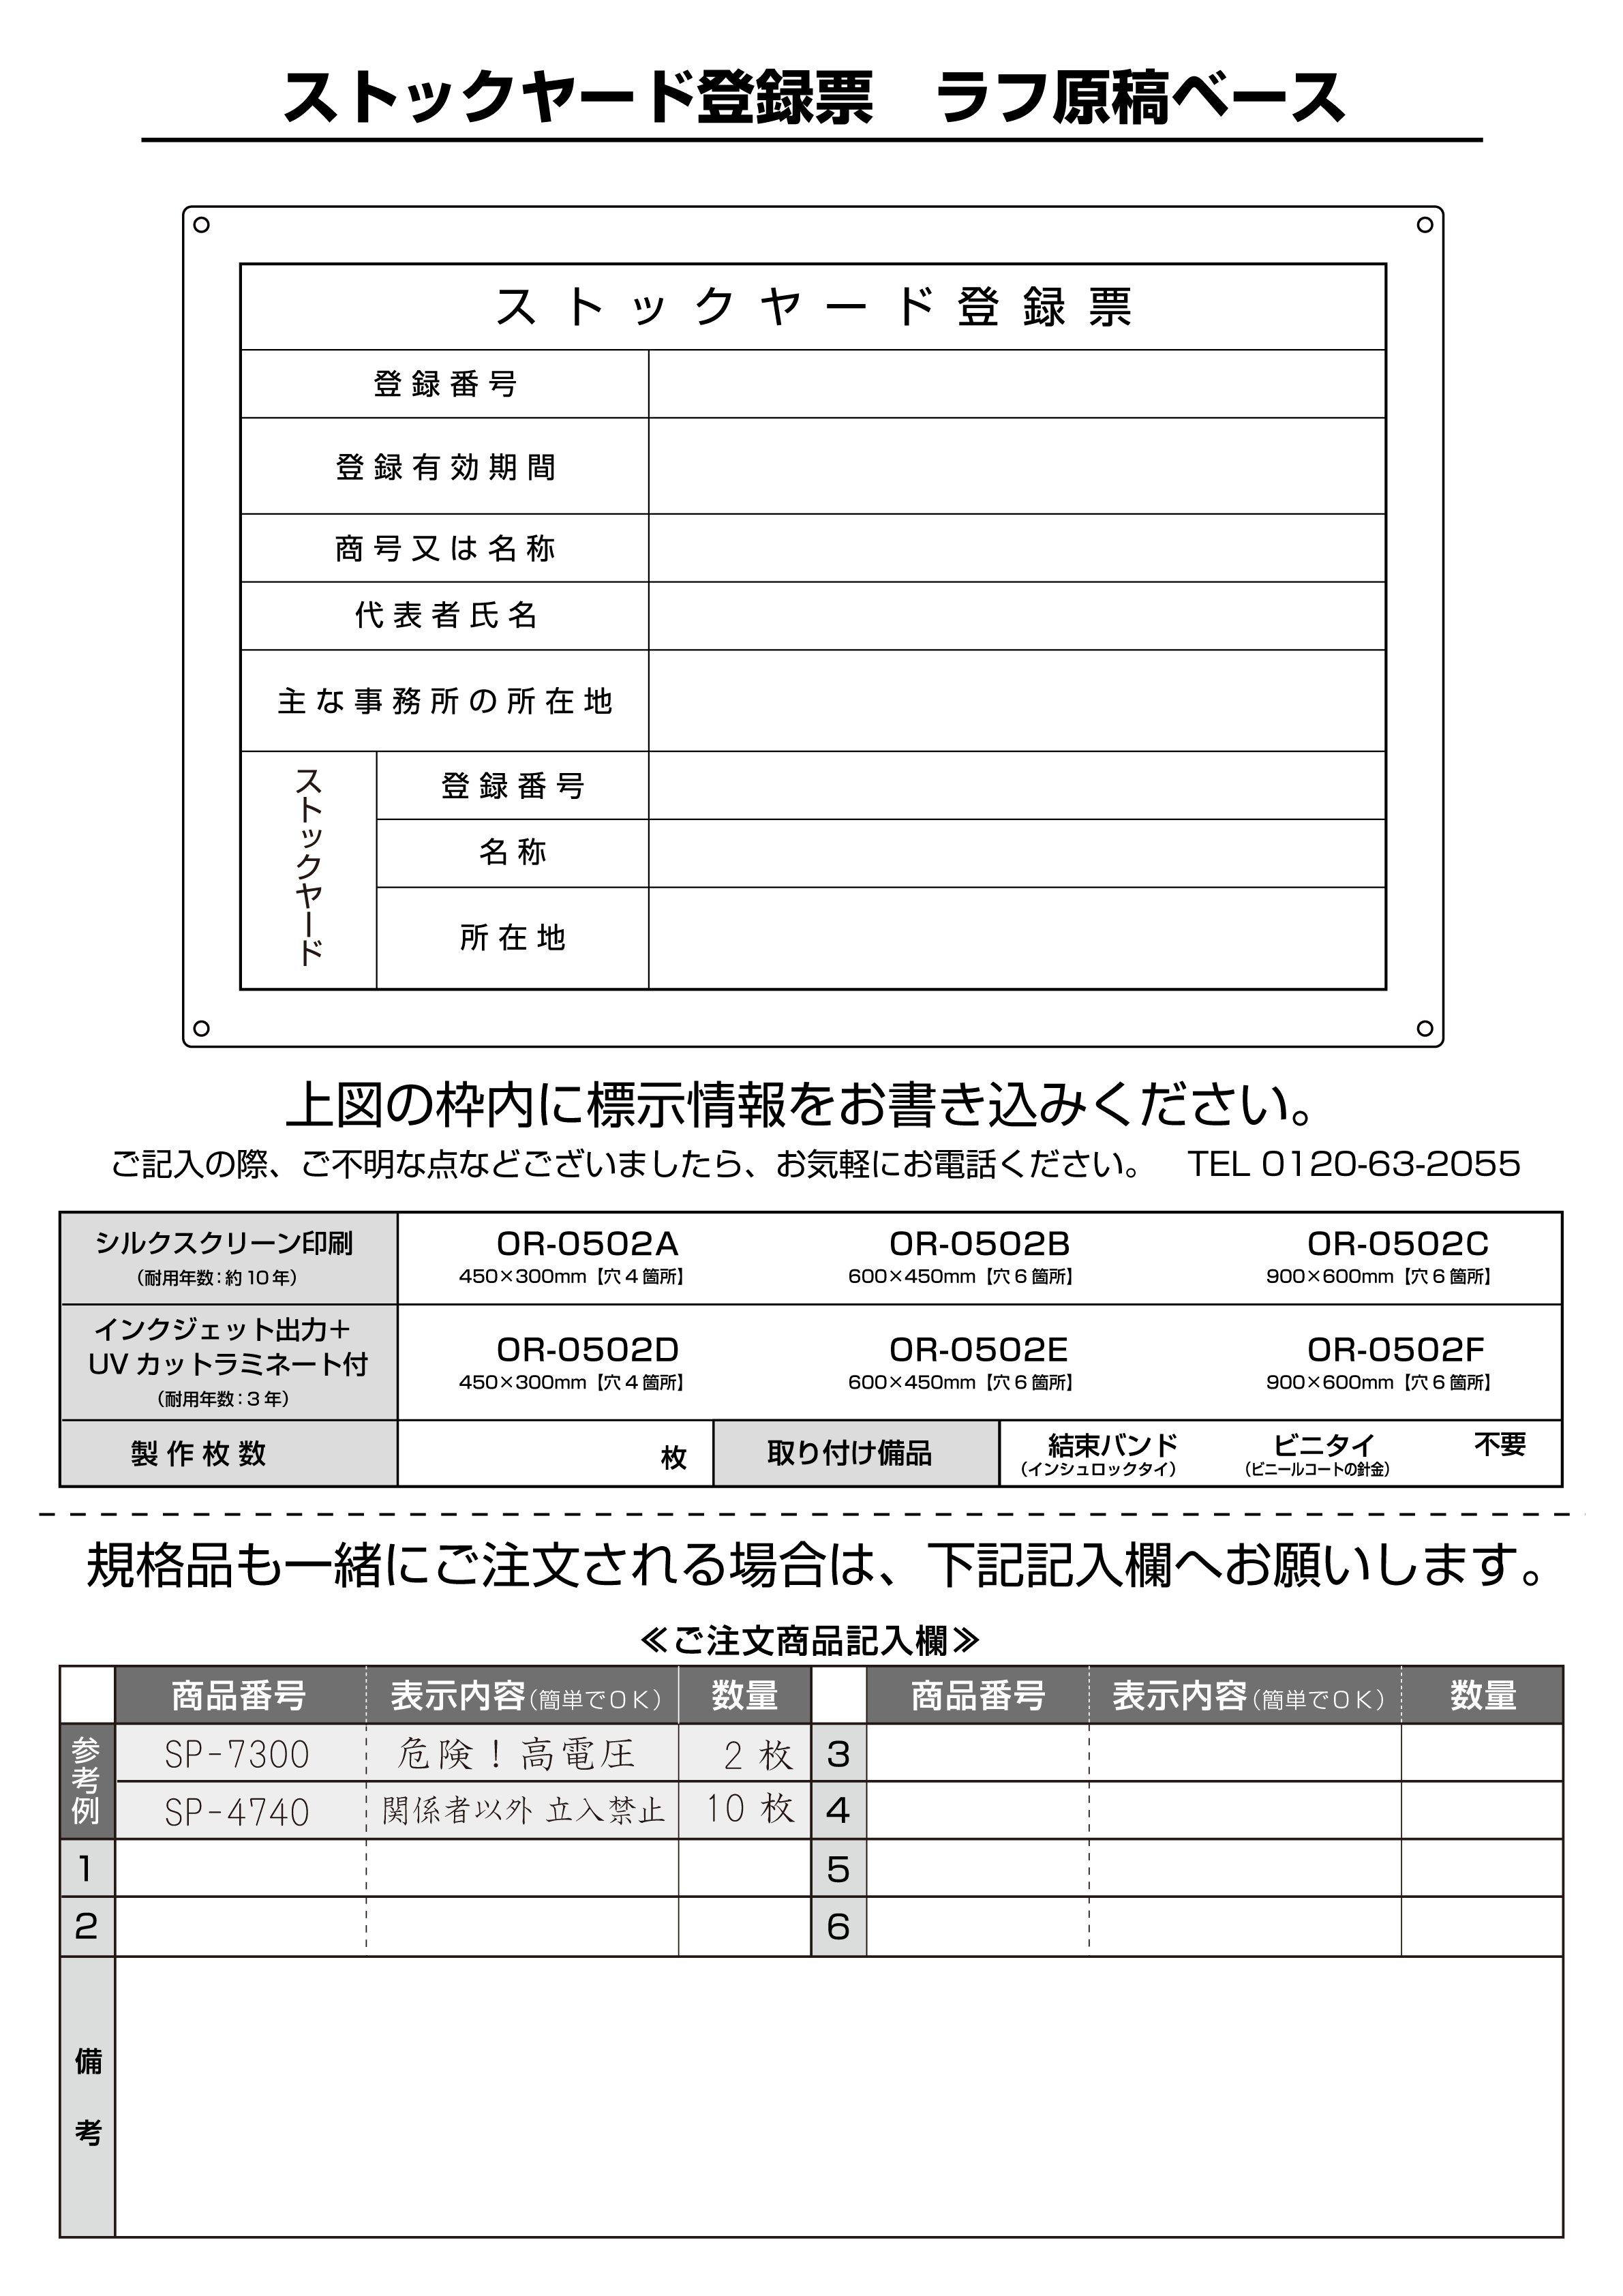 ストックヤード登録票　ラフ原稿ベース
ストックヤード登録票
登録番号
登録有効期間
商号又は名称
代表者氏名
主な事務所の所在地
ストックヤード
登録番号
名称
所在地
上図の枠内に標示情報をお書き込みください。
ご記入の際、ご不明な点などございましたら、お気軽にお電話ください。　TEL 0120-63-2055
シルクスクリーン印刷
（耐用年数：約10年）
OR-0502A
450×300mm【穴4箇所】
OR-0502B
600×450mm【穴6箇所】
OR-0502C
900×600mm【穴6箇所】
インクジェット出力＋
UVカットラミネート付
（耐用年数：3年）
OR-0502D
450×300mm【穴4箇所】
OR-0502E
600×450mm【穴6箇所】
OR-0502F
900×600mm【穴6箇所】
製作枚数
枚
取り付け備品
結束バンド
（インシュロックタイ）
ビニタイ
（ビニールコートの針金）
不要
規格品も一緒にご注文される場合は、下記記入欄へお願いします。
≪ご注文商品記入欄≫
商品番号 表示内容（簡単でOK） 数量 商品番号 表示内容（簡単でOK） 数量
参考例
SP-7300 危険！高電圧 2枚 3
SP-4740 関係者以外 立入禁止 10枚 4
1 5
2 6
備考